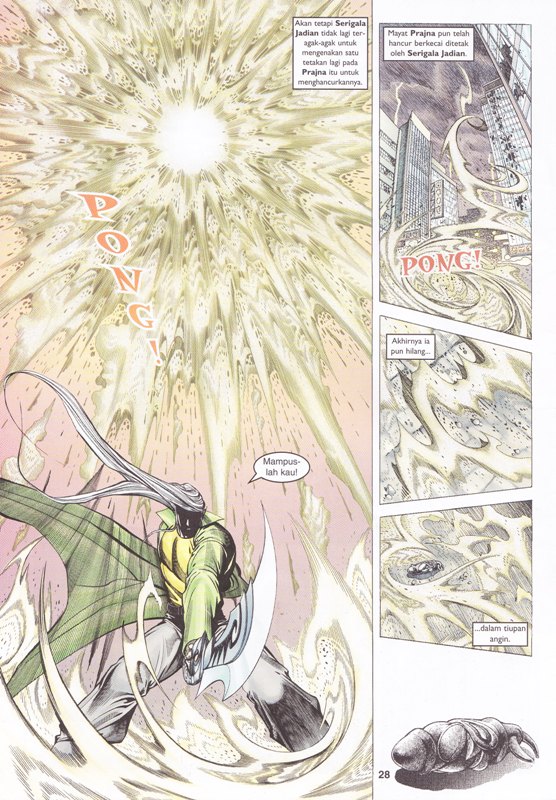 Akan tetapi Serigala
Jadian tidak lagi ter-
agak-agak untuk
mengenakan satu
tetakan lagi pada
Prajna itu untuk
menghancurkannya.
PONG!
Mampus-
lah kau!
Mayat Prajna pun telah
hancur berkecai ditetak
oleh Serigala Jadian.
PONG!
Akhirnya ia
pun hilang...
...dalam tiupan
angin.
28